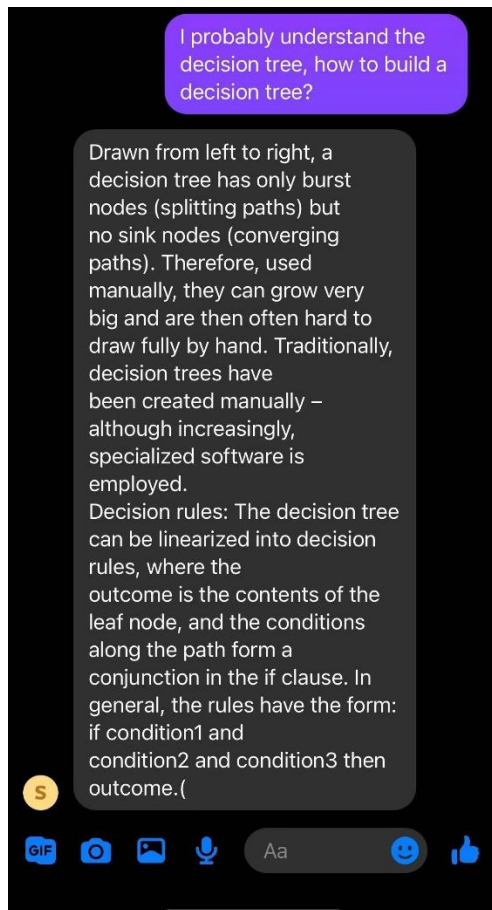 I probably understand the
decision tree, how to build a
decision tree?
Drawn from left to right, a
decision tree has only burst
nodes (splitting paths) but
no sink nodes (converging
paths). Therefore, used
manually, they can grow very
big and are then often hard to
draw fully by hand. Traditionally,
decision trees have
been created manually –
although increasingly,
specialized software is
employed.
Decision rules: The decision tree
can be linearized into decision
rules, where the
outcome is the contents of the
leaf node, and the conditions
along the path form a
conjunction in the if clause. In
general, the rules have the form:
if condition1 and
condition2 and condition3 then
outcome.(
S
GIF
Aa